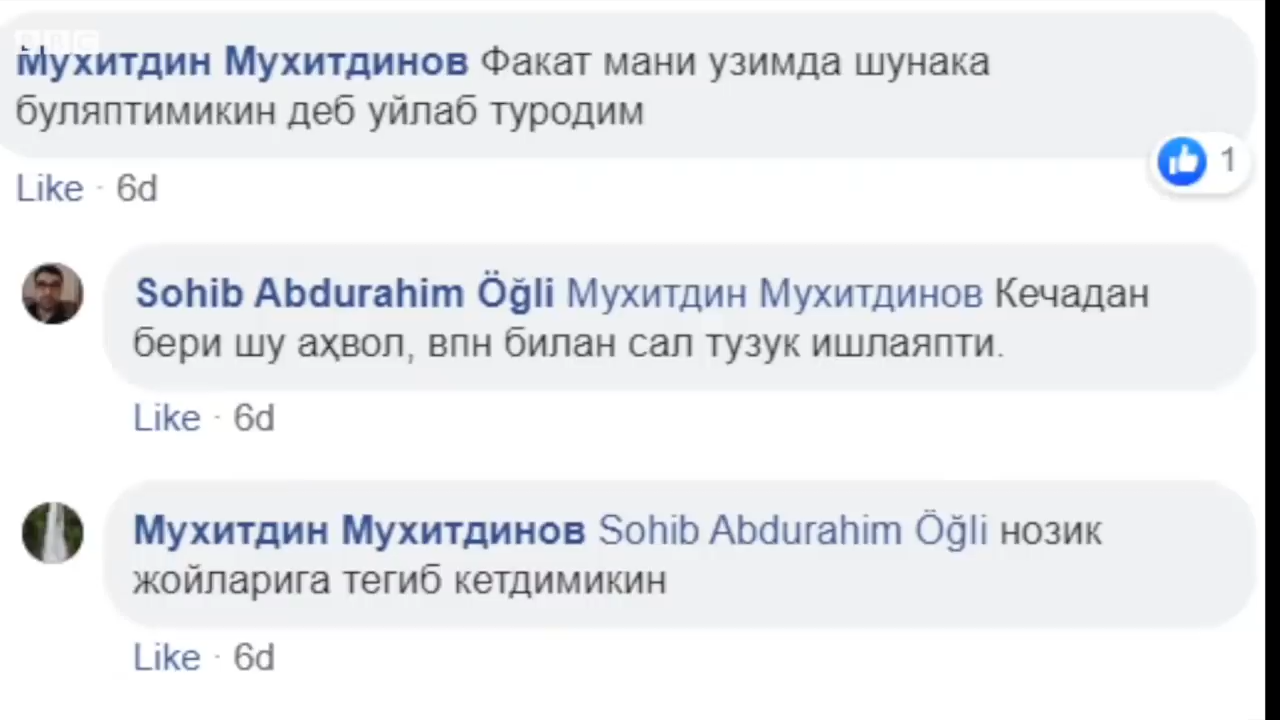 BBC
Мухитдин Мухитдинов Факат мани узимда шунака
буляптимикин деб уйлаб туродим
1
Like · 6d
Sohib Abdurahim Öğli Мухитдин Мухитдинов Кечадан
бери шу аҳвол, впн билан сал тузук ишлаяпти.
Like · 6d
Мухитдин Мухитдинов Sohib Abdurahim Öğli нозик
жойларига тегиб кетдимикин
Like · 6d